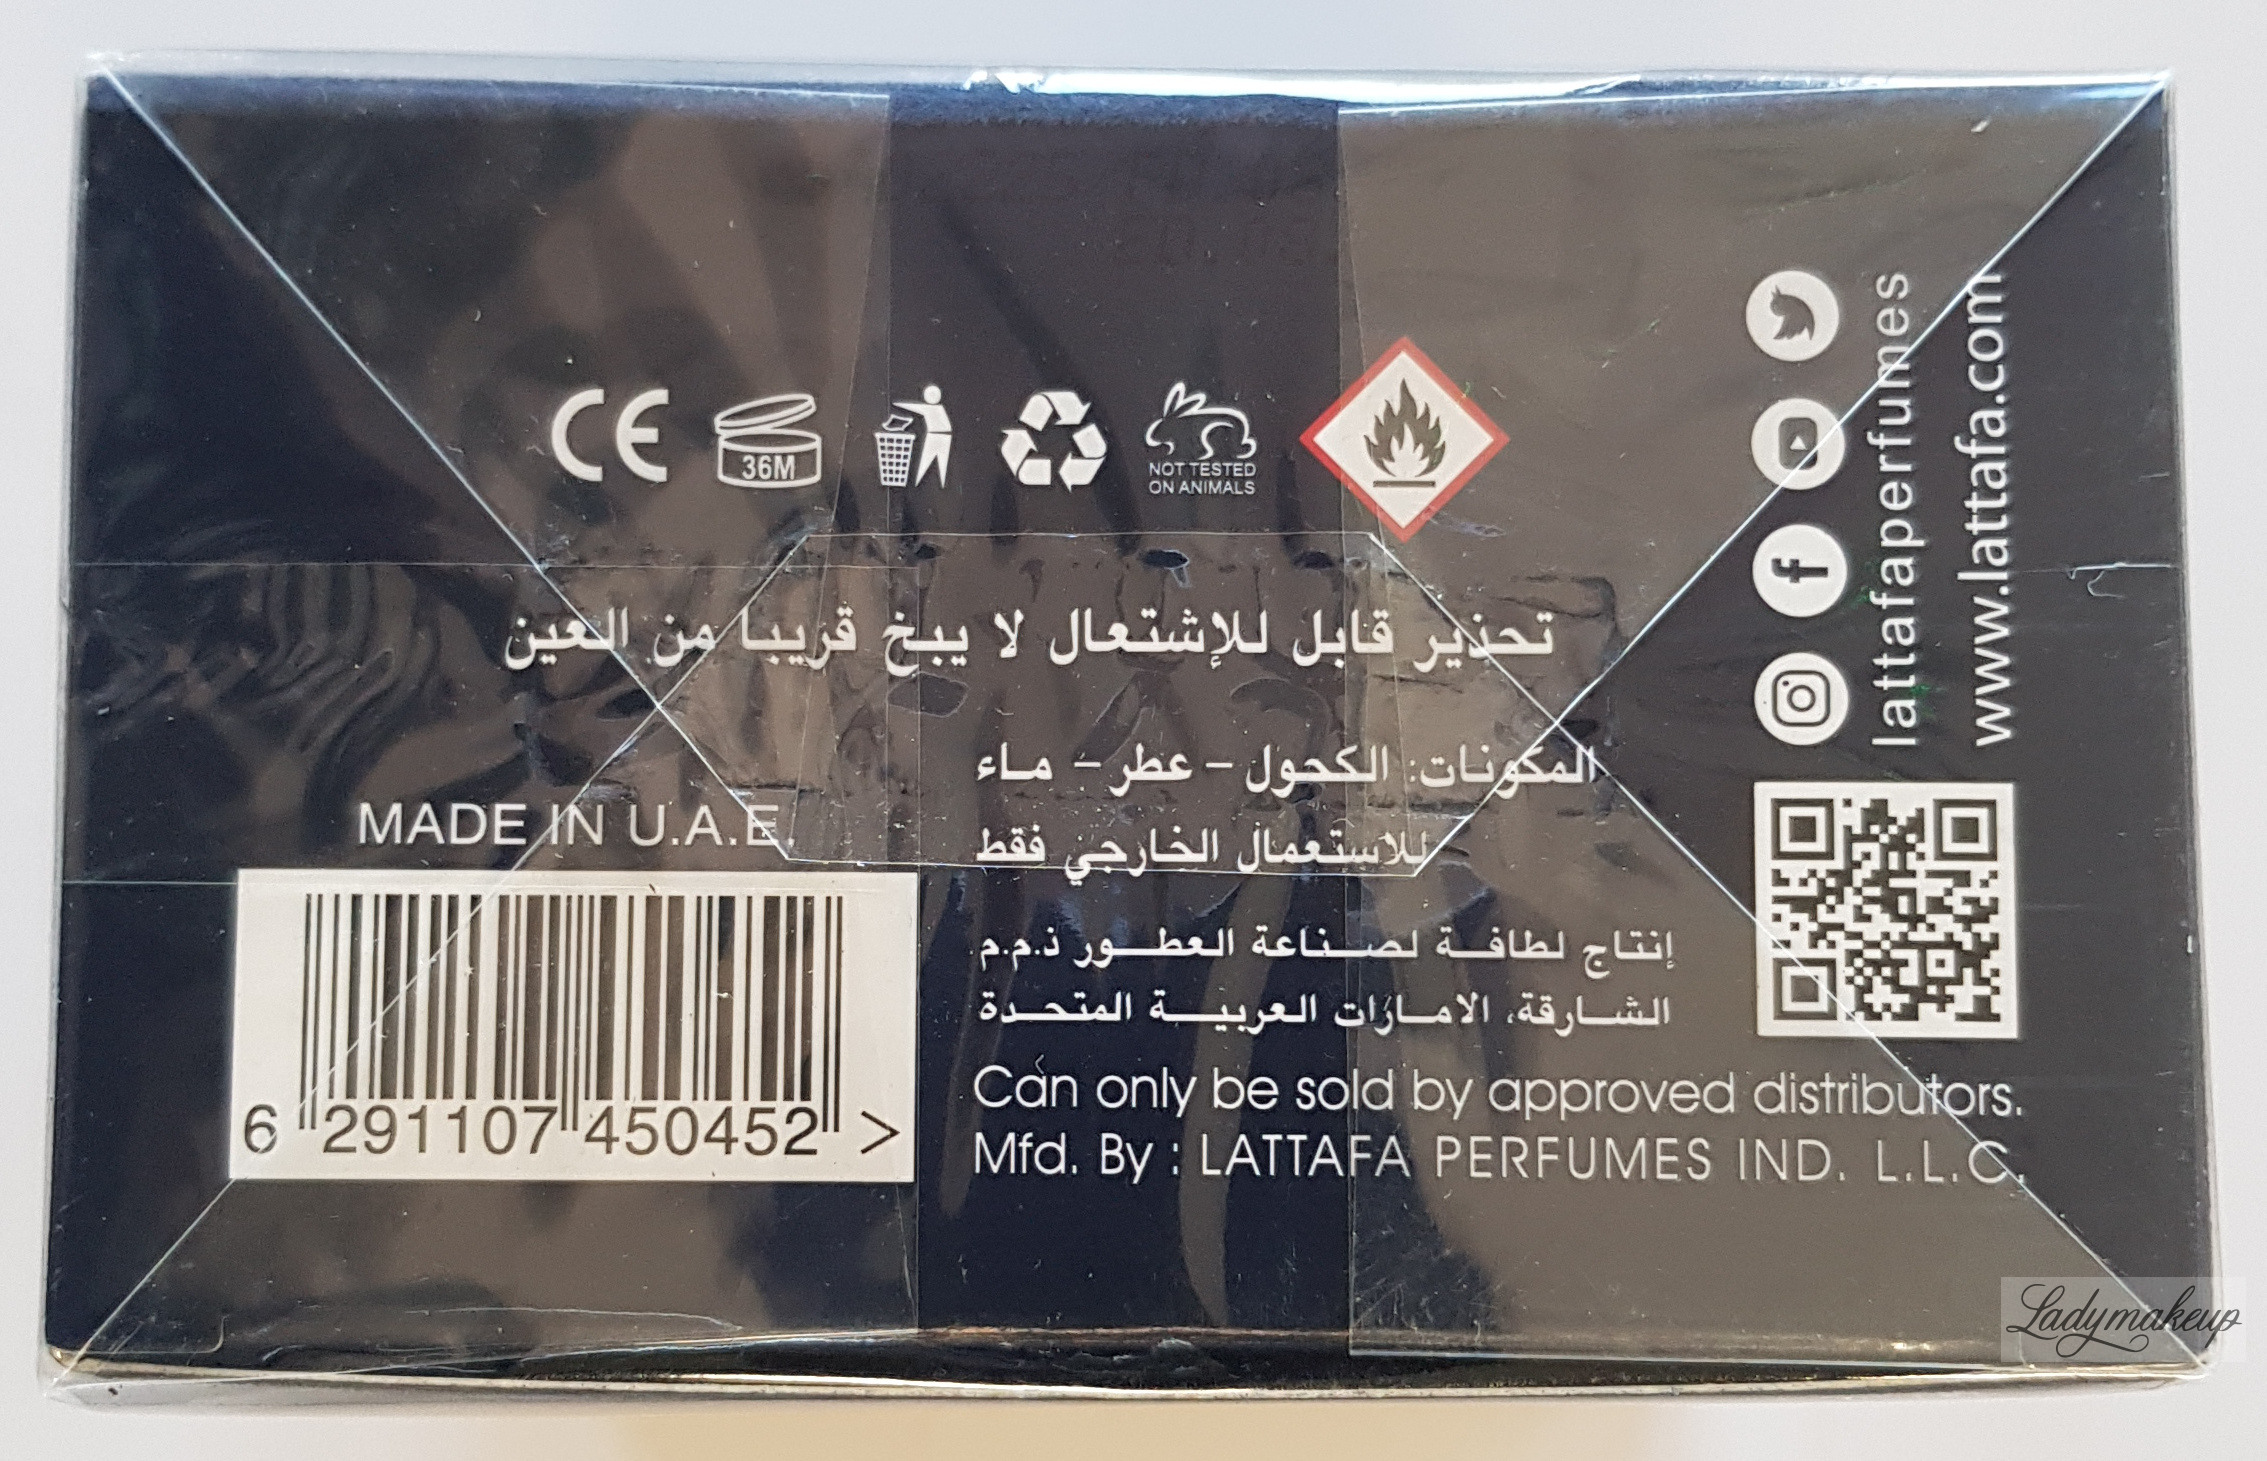 CE
36M
NOT TESTED
ON ANIMALS
lattafaperfumes
www.lattafa.com
تحذير قابل للإشتعال لا يبخ قريبا من العين
المكونات: الكحول - عطر - ماء
للاستعمال الخارجي فقط
MADE IN U.A.E.
6 291107 450452 >
إنتاج لطافة لصناعة العطور ذ.م.م
الشارقة، الامارات العربية المتحدة
Can only be sold by approved distributors.
Mfd. By : LATTAFA PERFUMES IND. L.L.C.
Ladymakeup